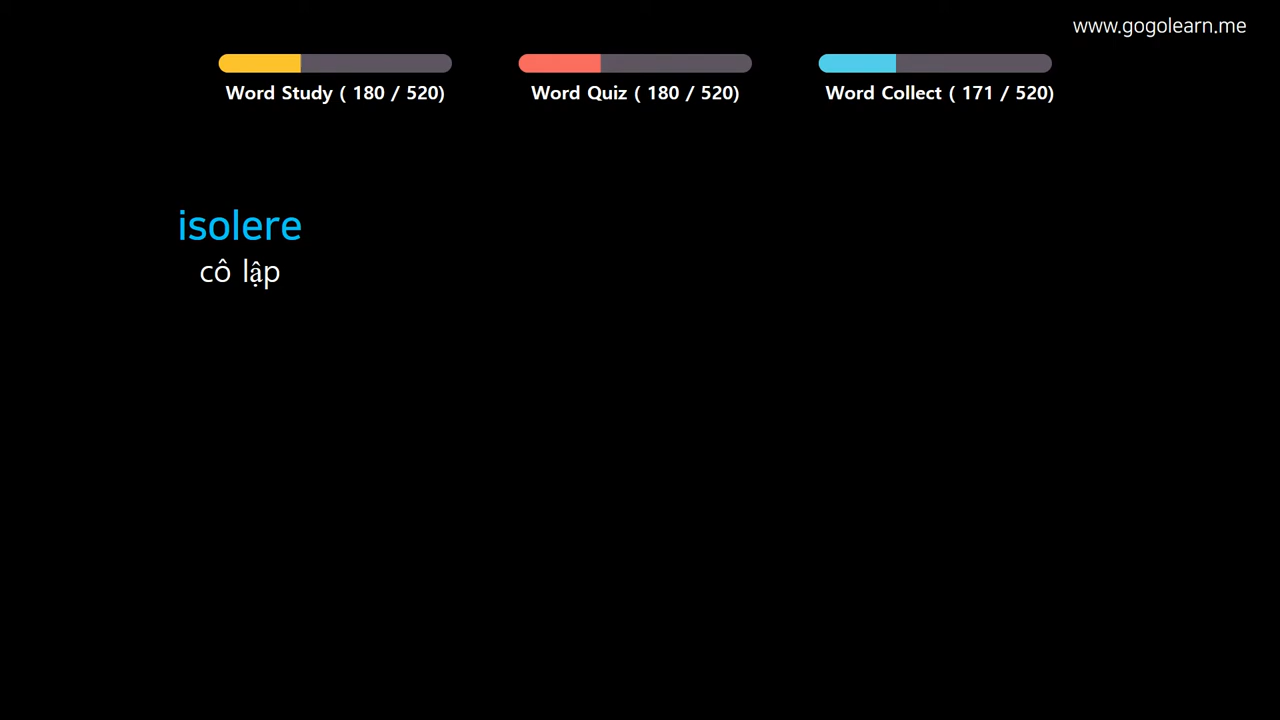 www.gogolearn.me
Word Study ( 180 / 520)
Word Quiz ( 180 / 520)
Word Collect ( 171 / 520)
isolere
cô lập